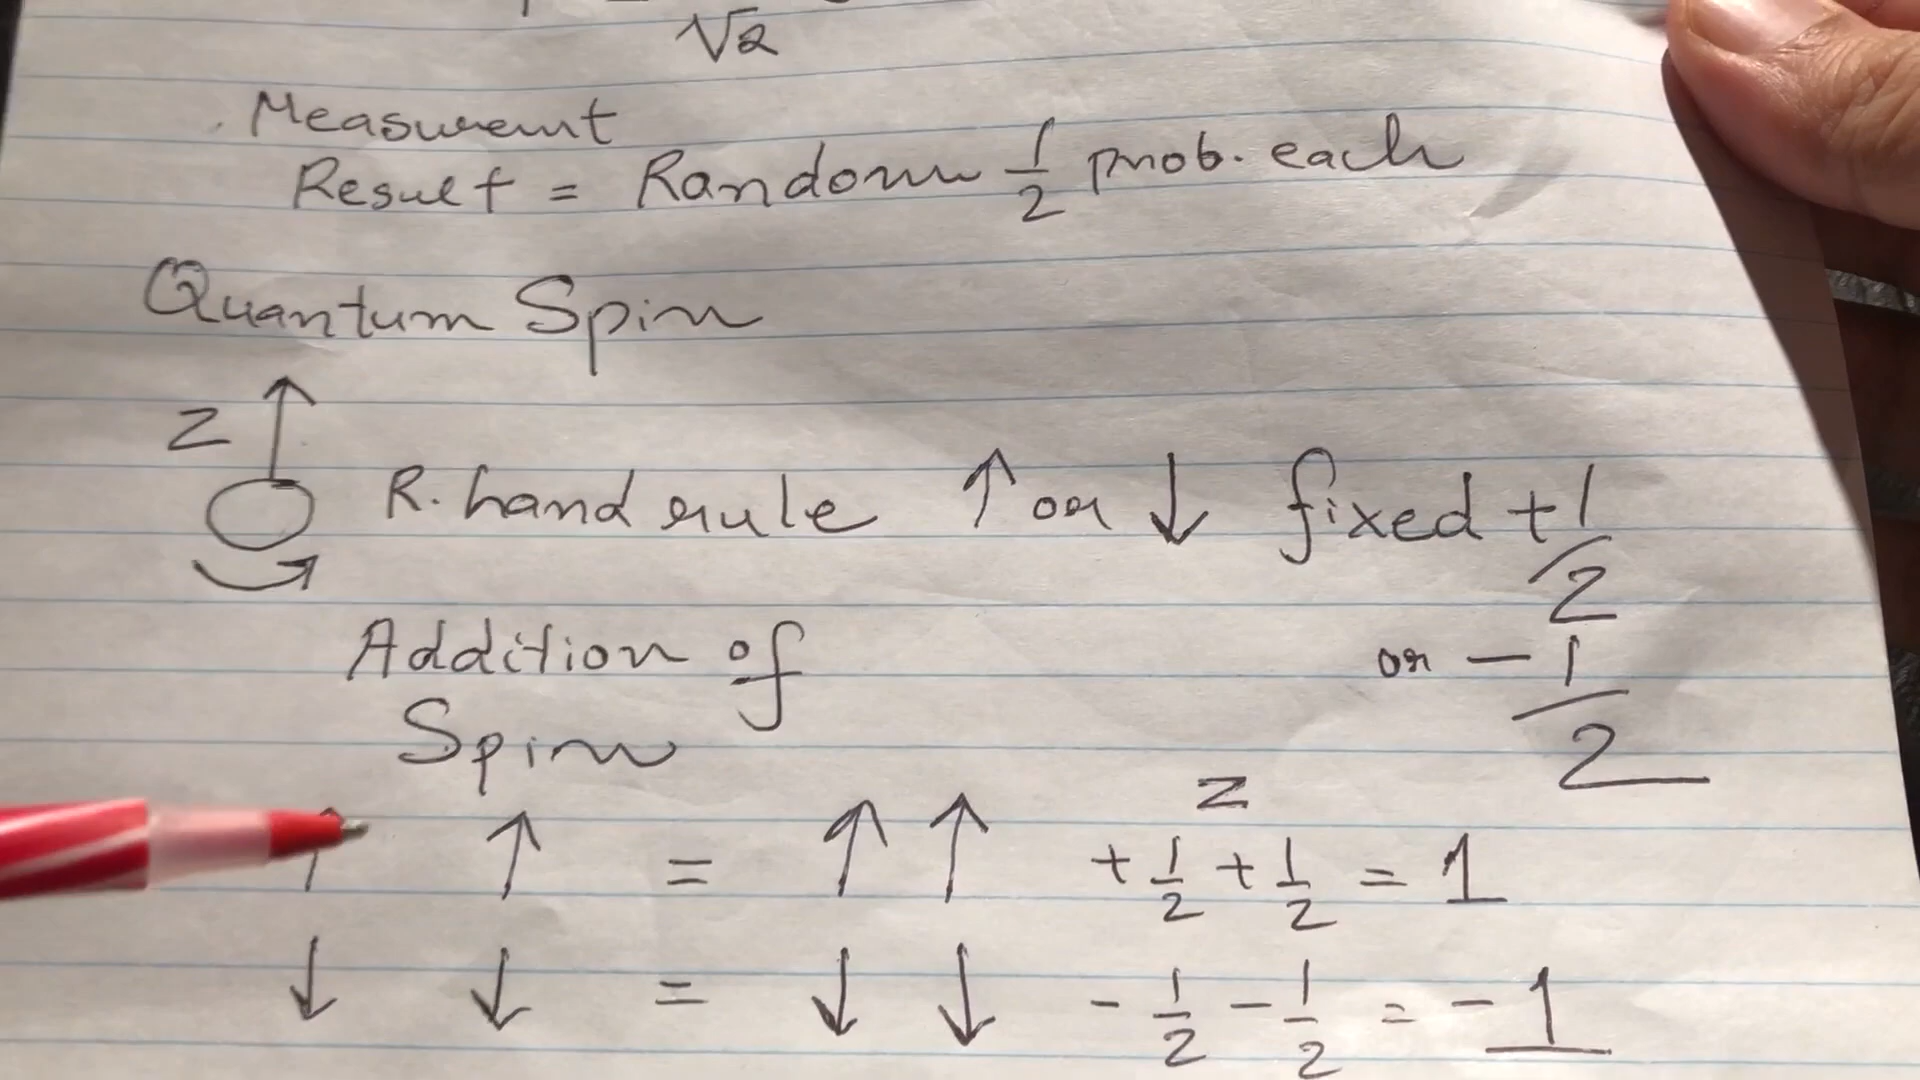 √2
Measurement
Result = Random 1/2 prob. each
Quantum Spin
Z ↑
R. hand rule ↑ or ↓ fixed +1/2
or -1/2
Addition of
Spin
Z
↑ ↑ = ↑ ↑ +1/2 +1/2 = 1
↓ ↓ = ↓ ↓ -1/2 -1/2 = -1